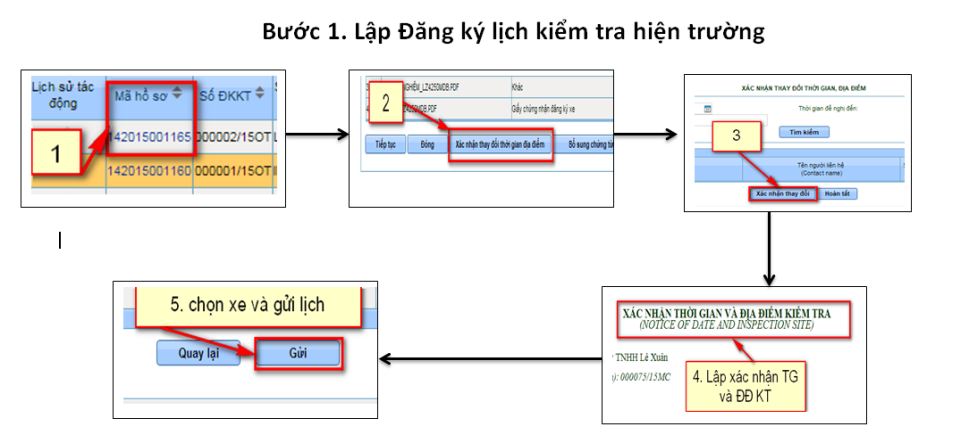 Bước 1. Lập Đăng ký lịch kiểm tra hiện trường
Lịch sử tác động
Mã hồ sơ
Số ĐKKT
142015001165
000002/15OT
142015001160
000001/15OT
1
NGHIỆM_LZ4250MDB.PDF
Khác
Z4250MDB.PDF
Giấy chứng nhận đăng ký xe
2
Tiếp tục
Đóng
Xác nhận thay đổi thời gian địa điểm
Bổ sung chứng từ
XÁC NHẬN THAY ĐỔI THỜI GIAN, ĐỊA ĐIỂM
Thời gian đề nghị đến:
3
Tìm kiếm
Tên người liên hệ
(Contact name)
Xác nhận thay đổi
Hoàn tất
5. chọn xe và gửi lịch
Quay lại
Gửi
XÁC NHẬN THỜI GIAN VÀ ĐỊA ĐIỂM KIỂM TRA
(NOTICE OF DATE AND INSPECTION SITE)
TNHH Lê Xuân
): 000075/15MC
4. Lập xác nhận TG
và ĐĐ KT